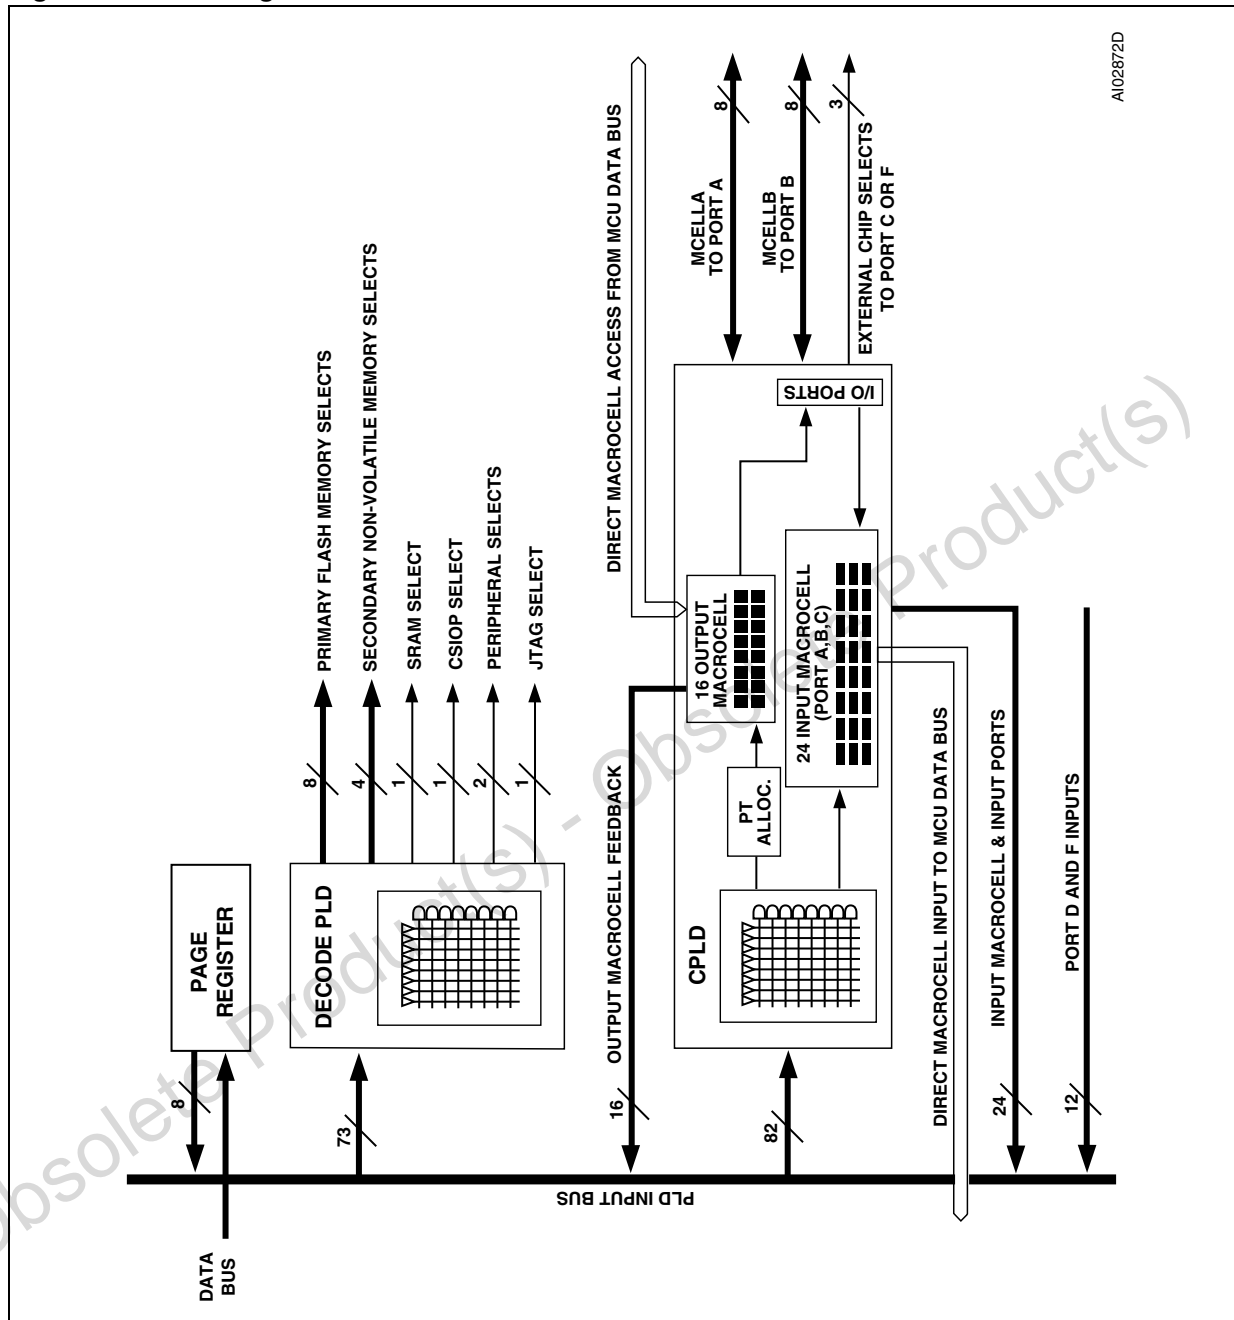 AI02872D
DATA
BUS
8
PAGE
REGISTER
73
DECODE PLD
8
PRIMARY FLASH MEMORY SELECTS
4
SECONDARY NON-VOLATILE MEMORY SELECTS
1
SRAM SELECT
1
CSIOP SELECT
2
PERIPHERAL SELECTS
1
JTAG SELECT
PLD INPUT BUS
16
OUTPUT MACROCELL FEEDBACK
DIRECT MACROCELL ACCESS FROM MCU DATA BUS
82
CPLD
PT
ALLOC.
16 OUTPUT
MACROCELL
24 INPUT MACROCELL
(PORT A,B,C)
I/O PORTS
MCELLA
TO PORT A
8
MCELLB
TO PORT B
8
EXTERNAL CHIP SELECTS
TO PORT C OR F
3
DIRECT MACROCELL INPUT TO MCU DATA BUS
24
INPUT MACROCELL & INPUT PORTS
12
PORT D AND F INPUTS
Obsolete Product(s) - Obsolete Product(s)